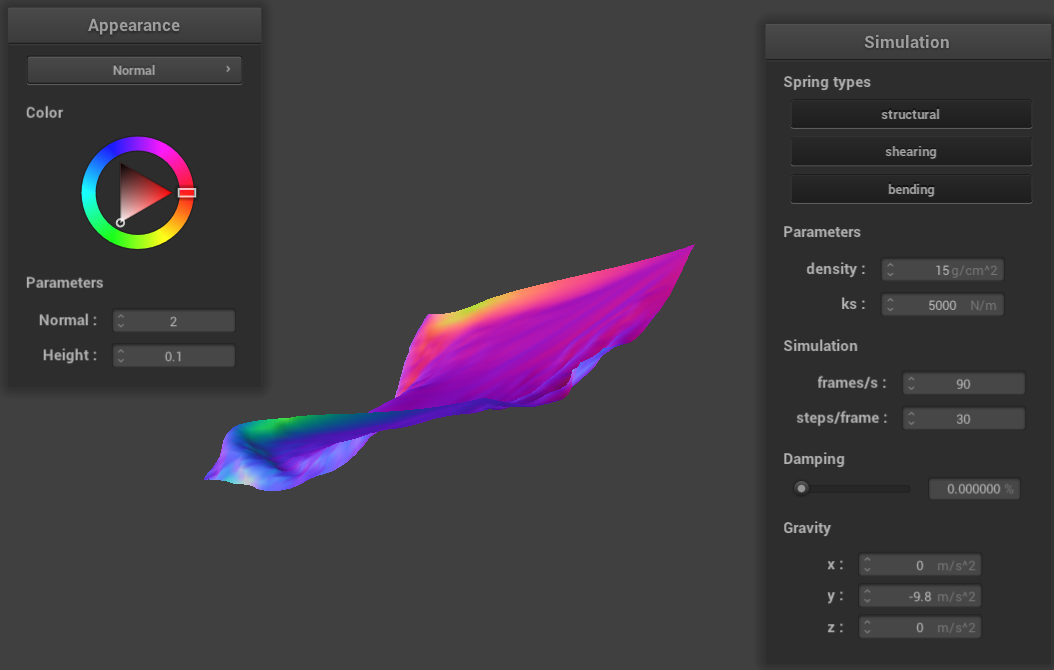 Appearance
Normal
Color
Parameters
Normal : 2
Height : 0.1
Simulation
Spring types
structural
shearing
bending
Parameters
density : 15 g/cm^2
ks : 5000 N/m
Simulation
frames/s : 90
steps/frame : 30
Damping
0.000000 %
Gravity
x : 0 m/s^2
y : -9.8 m/s^2
z : 0 m/s^2